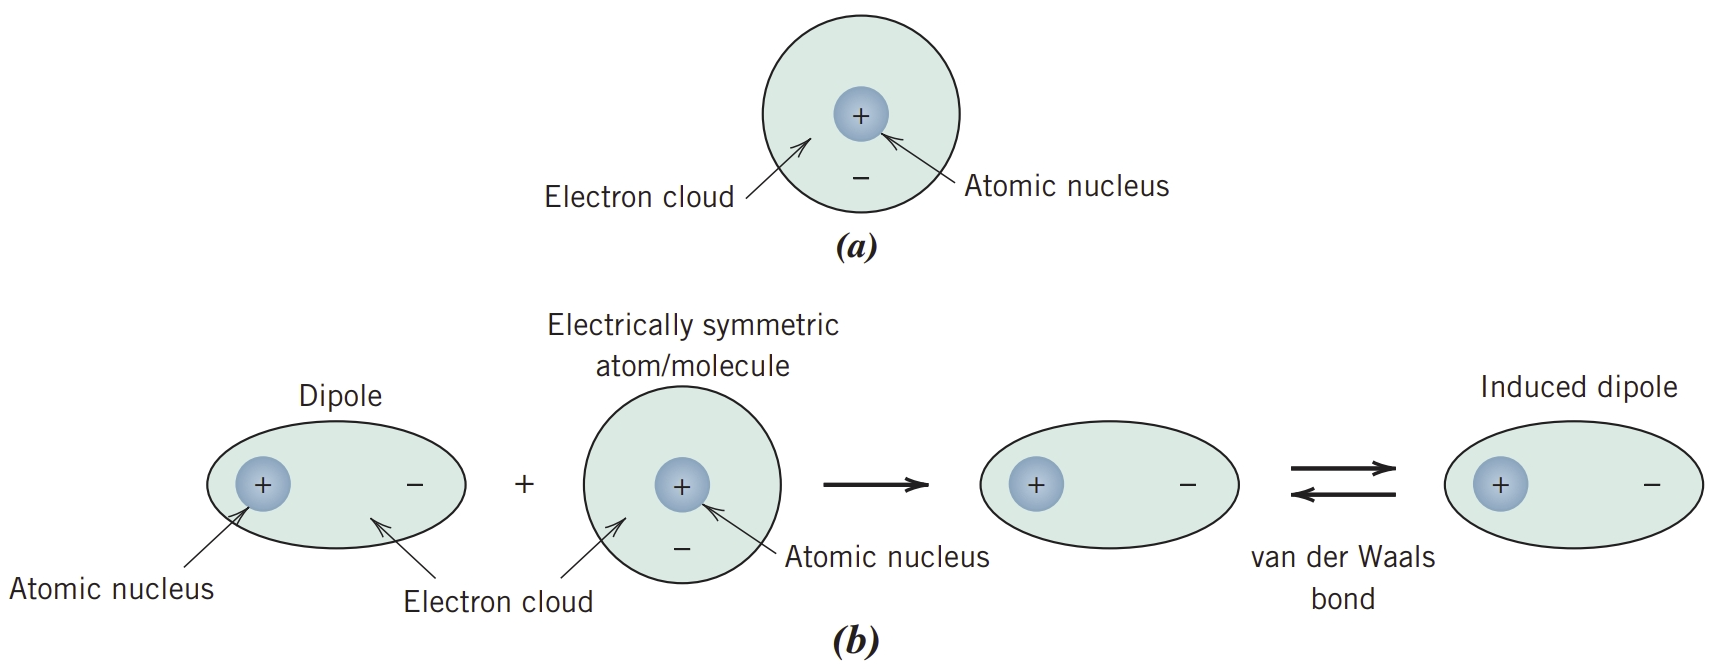 +
Electron cloud
−
Atomic nucleus
(a)
Electrically symmetric
atom/molecule
Dipole
Induced dipole
+ − + + + − + −
−
Atomic nucleus
van der Waals
bond
Atomic nucleus
Electron cloud
(b)